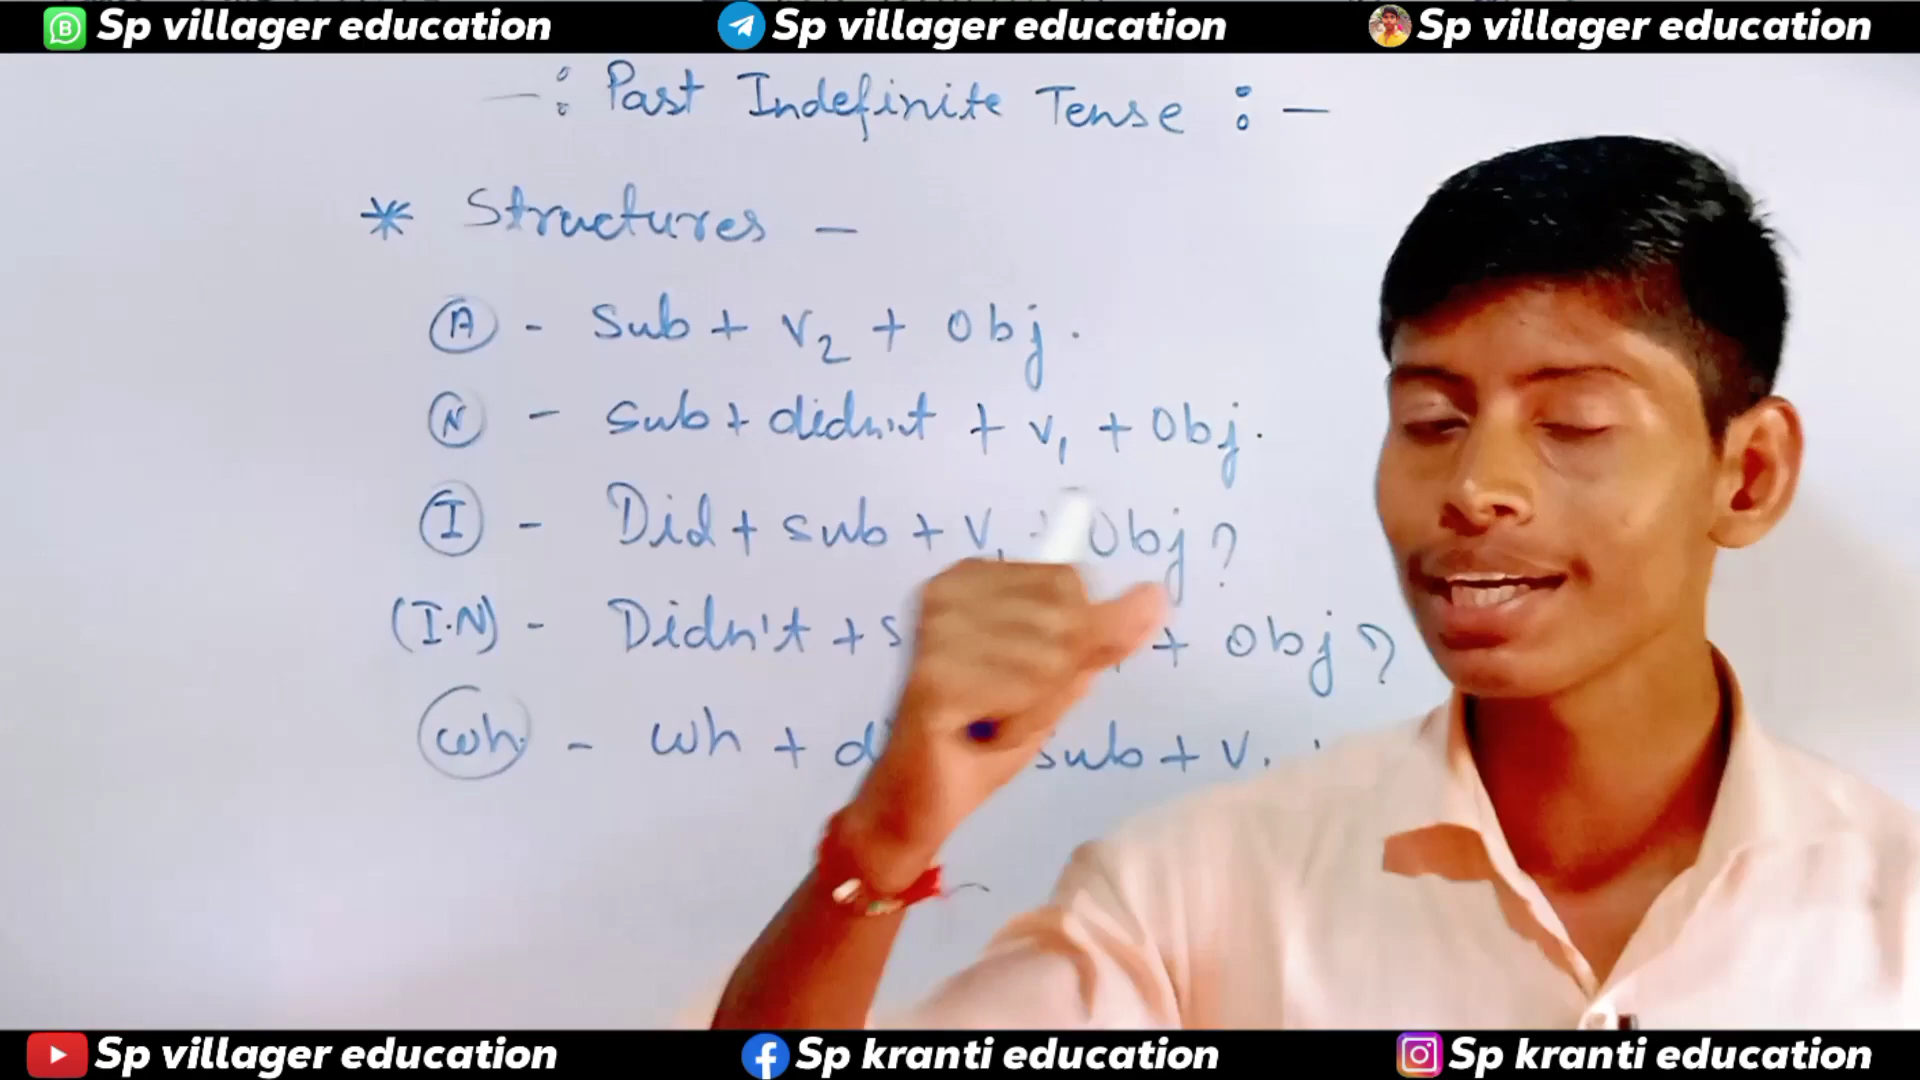 Sp villager education Sp villager education Sp villager education
-: Past Indefinite Tense :-
* Structures -
A - Sub + V2 + Obj.
N - Sub + didn't + V1 + Obj.
I - Did + sub + V1 + Obj ?
(I.N) - Didn't + s + Obj ?
wh - wh + d sub + V1
Sp villager education Sp kranti education Sp kranti education